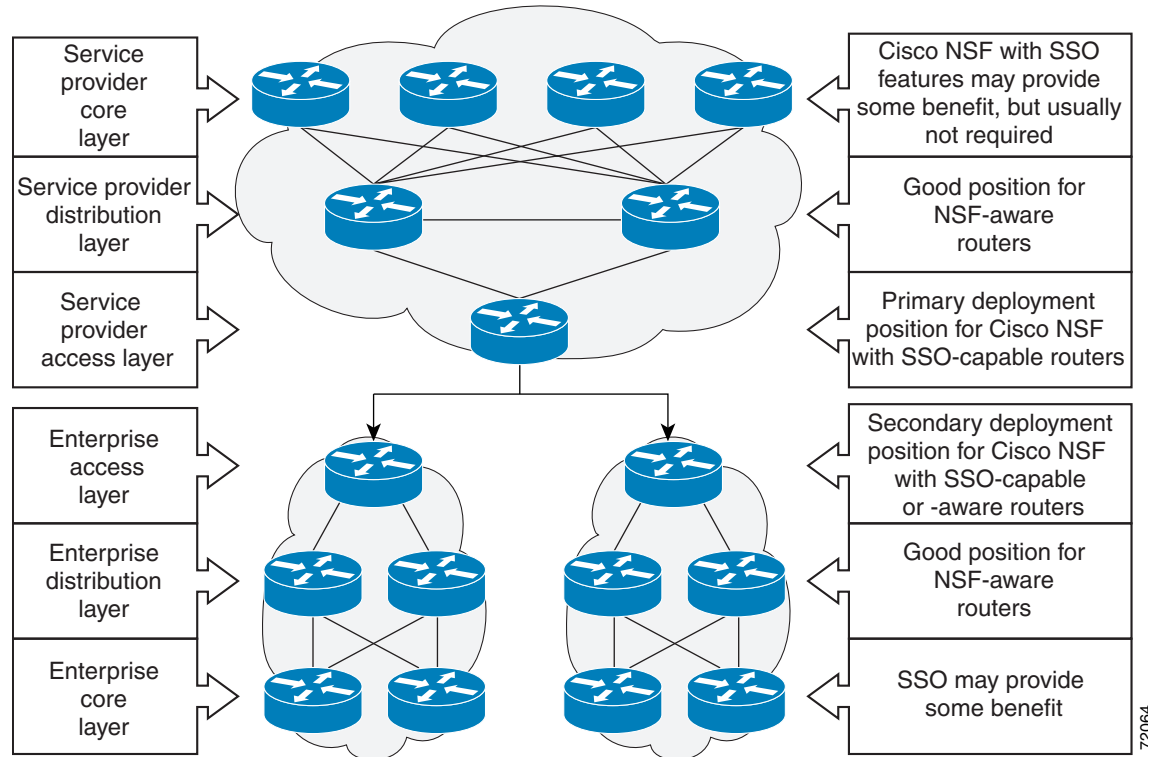 Service
provider
core
layer
Cisco NSF with SSO
features may provide
some benefit, but usually
not required
Service provider
distribution
layer
Good position for
NSF-aware
routers
Service
provider
access layer
Primary deployment
position for Cisco NSF
with SSO-capable routers
Enterprise
access
layer
Secondary deployment
position for Cisco NSF
with SSO-capable
or -aware routers
Enterprise
distribution
layer
Good position for
NSF-aware
routers
Enterprise
core
layer
SSO may provide
some benefit
72064